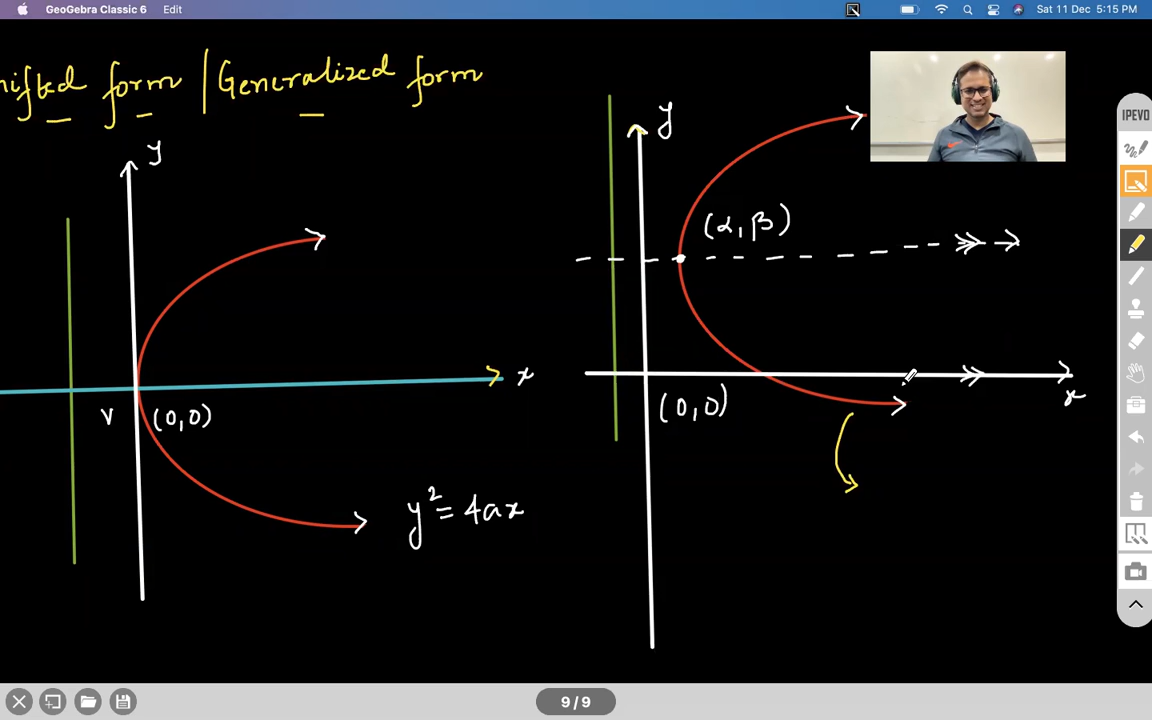 GeoGebra Classic 6 Edit Sat 11 Dec 5:15 PM
form | Generalized form
IPEVO
y
y
(α, β)
x
x
V (0,0)
(0,0)
y² = 4ax
9 / 9